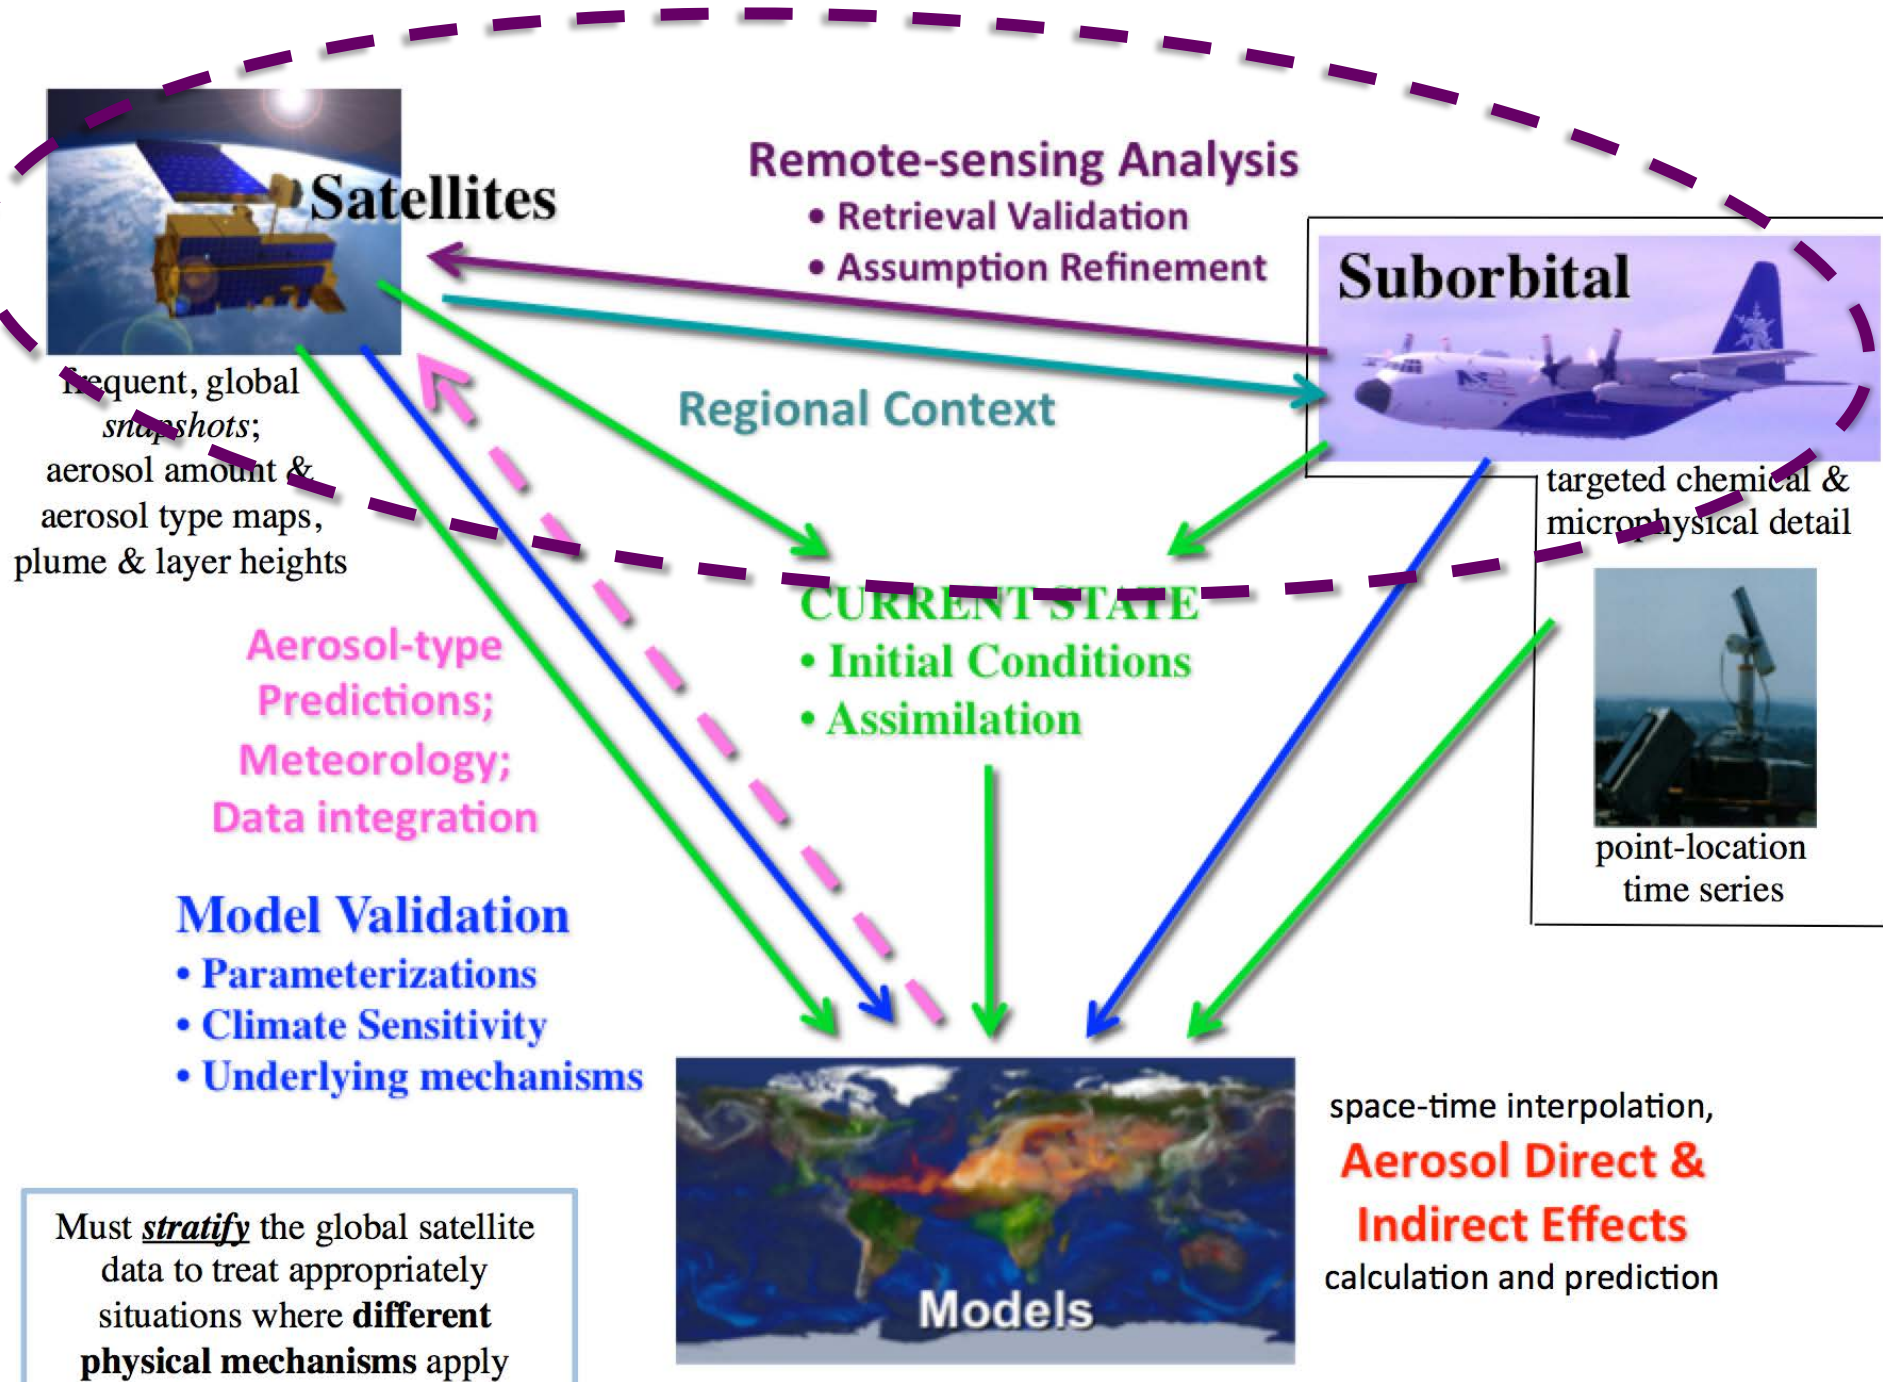 Satellites
frequent, global
snapshots;
aerosol amount &
aerosol type maps,
plume & layer heights
Remote-sensing Analysis
• Retrieval Validation
• Assumption Refinement
Regional Context
Suborbital
targeted chemical &
microphysical detail
point-location
time series
CURRENT STATE
• Initial Conditions
• Assimilation
Aerosol-type
Predictions;
Meteorology;
Data integration
Model Validation
• Parameterizations
• Climate Sensitivity
• Underlying mechanisms
Models
space-time interpolation,
Aerosol Direct &
Indirect Effects
calculation and prediction
Must stratify the global satellite
data to treat appropriately
situations where different
physical mechanisms apply